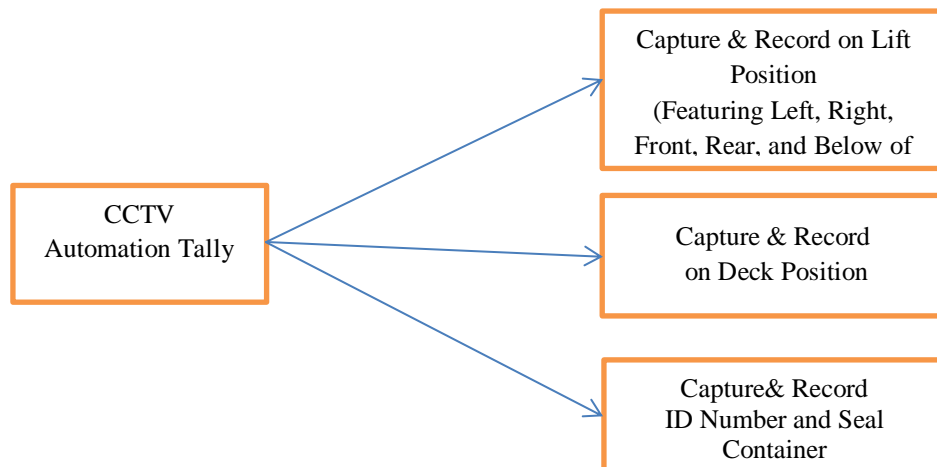 Capture & Record on Lift
Position
(Featuring Left, Right,
Front, Rear, and Below of
CCTV
Automation Tally
Capture & Record
on Deck Position
Capture& Record
ID Number and Seal
Container